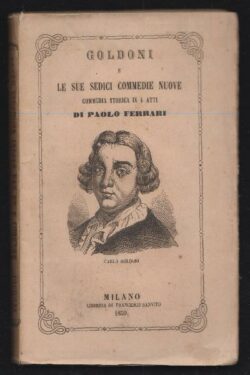 GOLDONI
E
LE SUE SEDICI COMMEDIE NUOVE
COMMEDIA STORICA IN 4 ATTI
DI PAOLO FERRARI
CARLO GOLDONI
MILANO
LIBRERIA DI FRANCESCO SANVITO
1859